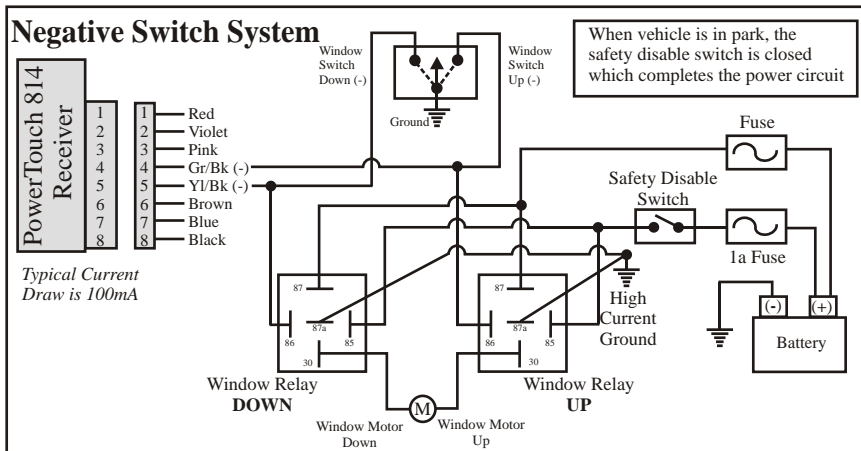 Negative Switch System
PowerTouch 814
Receiver
1
2
3
4
5
6
7
8
1
2
3
4
5
6
7
8
Red
Violet
Pink
Gr/Bk (-)
Yl/Bk (-)
Brown
Blue
Black
Typical Current
Draw is 100mA
Window
Switch
Down (-)
Window
Switch
Up (-)
Ground
When vehicle is in park, the
safety disable switch is closed
which completes the power circuit
Fuse
Safety Disable
Switch
1a Fuse
High
Current
Ground
(-)
(+)
Battery
87
87a
86
85
30
Window Relay
DOWN
87
87a
86
85
30
Window Relay
UP
M
Window Motor
Down
Window Motor
Up